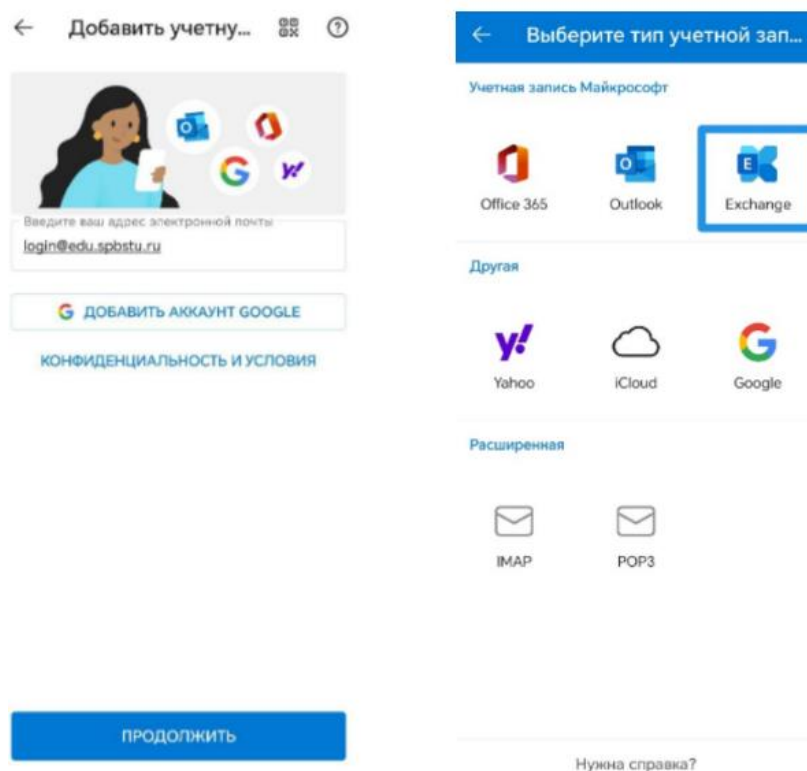 Добавить учетну...
Введите ваш адрес электронной почты
login@edu.spbstu.ru
ДОБАВИТЬ АККАУНТ GOOGLE
КОНФИДЕНЦИАЛЬНОСТЬ И УСЛОВИЯ
ПРОДОЛЖИТЬ
Выберите тип учетной зап...
Учетная запись Майкрософт
Office 365
Outlook
Exchange
Другая
Yahoo
iCloud
Google
Расширенная
IMAP
POP3
Нужна справка?